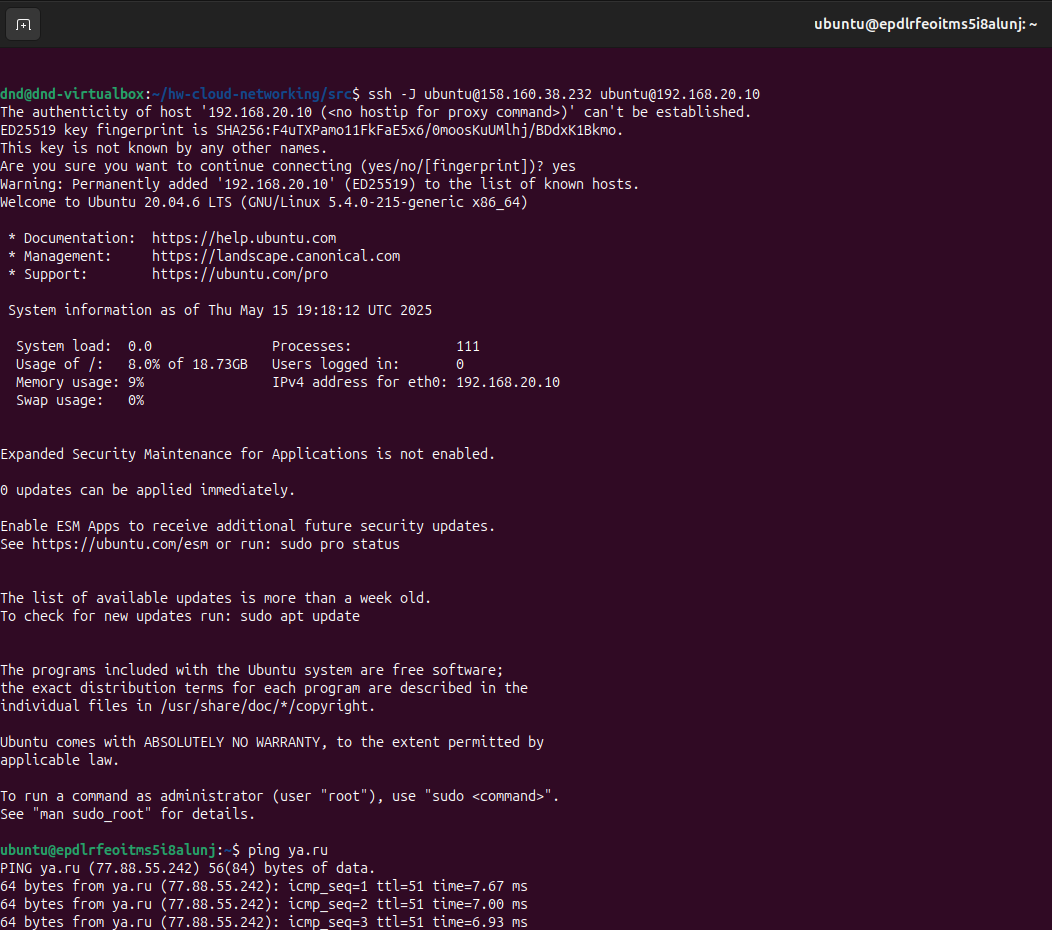 ubuntu@epdlrfeoitms5i8alunj: ~
dnd@dnd-virtualbox:~/hw-cloud-networking/src$ ssh -J ubuntu@158.160.38.232 ubuntu@192.168.20.10
The authenticity of host '192.168.20.10 (<no hostip for proxy command>)' can't be established.
ED25519 key fingerprint is SHA256:F4uTXPamo11FkFaE5x6/0moosKuUMlhj/BDdxK1Bkmo.
This key is not known by any other names.
Are you sure you want to continue connecting (yes/no/[fingerprint])? yes
Warning: Permanently added '192.168.20.10' (ED25519) to the list of known hosts.
Welcome to Ubuntu 20.04.6 LTS (GNU/Linux 5.4.0-215-generic x86_64)
 * Documentation:  https://help.ubuntu.com
 * Management:     https://landscape.canonical.com
 * Support:        https://ubuntu.com/pro
 System information as of Thu May 15 19:18:12 UTC 2025
  System load:  0.0               Processes:             111
  Usage of /:   8.0% of 18.73GB   Users logged in:       0
  Memory usage: 9%                IPv4 address for eth0: 192.168.20.10
  Swap usage:   0%
Expanded Security Maintenance for Applications is not enabled.
0 updates can be applied immediately.
Enable ESM Apps to receive additional future security updates.
See https://ubuntu.com/esm or run: sudo pro status
The list of available updates is more than a week old.
To check for new updates run: sudo apt update
The programs included with the Ubuntu system are free software;
the exact distribution terms for each program are described in the
individual files in /usr/share/doc/*/copyright.
Ubuntu comes with ABSOLUTELY NO WARRANTY, to the extent permitted by
applicable law.
To run a command as administrator (user "root"), use "sudo <command>".
See "man sudo_root" for details.
ubuntu@epdlrfeoitms5i8alunj:~$ ping ya.ru
PING ya.ru (77.88.55.242) 56(84) bytes of data.
64 bytes from ya.ru (77.88.55.242): icmp_seq=1 ttl=51 time=7.67 ms
64 bytes from ya.ru (77.88.55.242): icmp_seq=2 ttl=51 time=7.00 ms
64 bytes from ya.ru (77.88.55.242): icmp_seq=3 ttl=51 time=6.93 ms